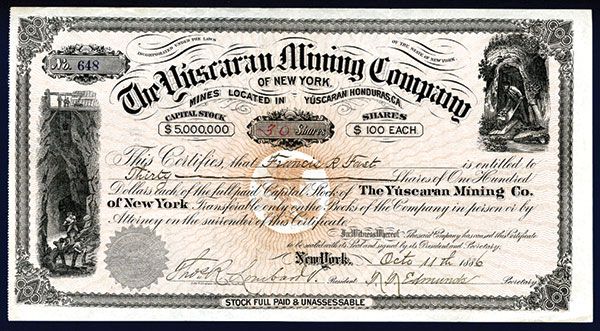 No. 648
INCORPORATED UNDER THE LAWS OF THE STATE OF NEW YORK
The Yúscaran Mining Company
OF NEW YORK.
MINES LOCATED IN YÚSCARAN HONDURAS, C.A.
CAPITAL STOCK
$ 5,000,000
30 Shares
SHARES
$ 100 EACH.
This Certifies, that Francis R Fast is entitled to
Thirty Shares of One Hundred
Dollars each of the full paid Capital Stock of The Yúscaran Mining Co.
of New York Transferable only on the Books of the Company in person or by
Attorney on the surrender of this Certificate.
In Witness Whereof, The said Company has caused this Certificate
to be sealed with its Seal and signed by its President and Secretary.
New York, Octo 11th 1886
Thos R Lombard President Secretary
STOCK FULL PAID & UNASSESSABLE